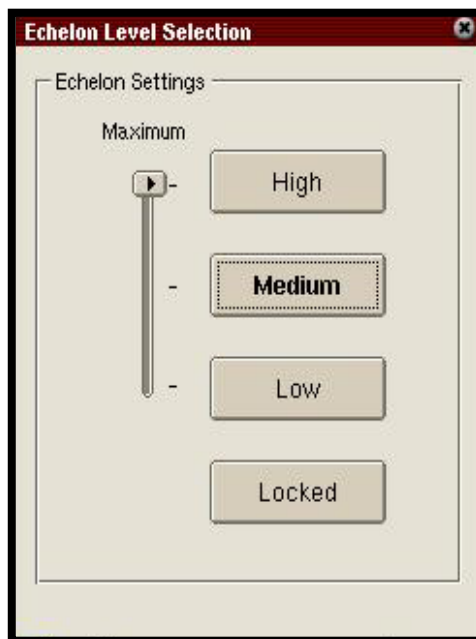 Echelon Level Selection
Echelon Settings
Maximum
High
Medium
Low
Locked